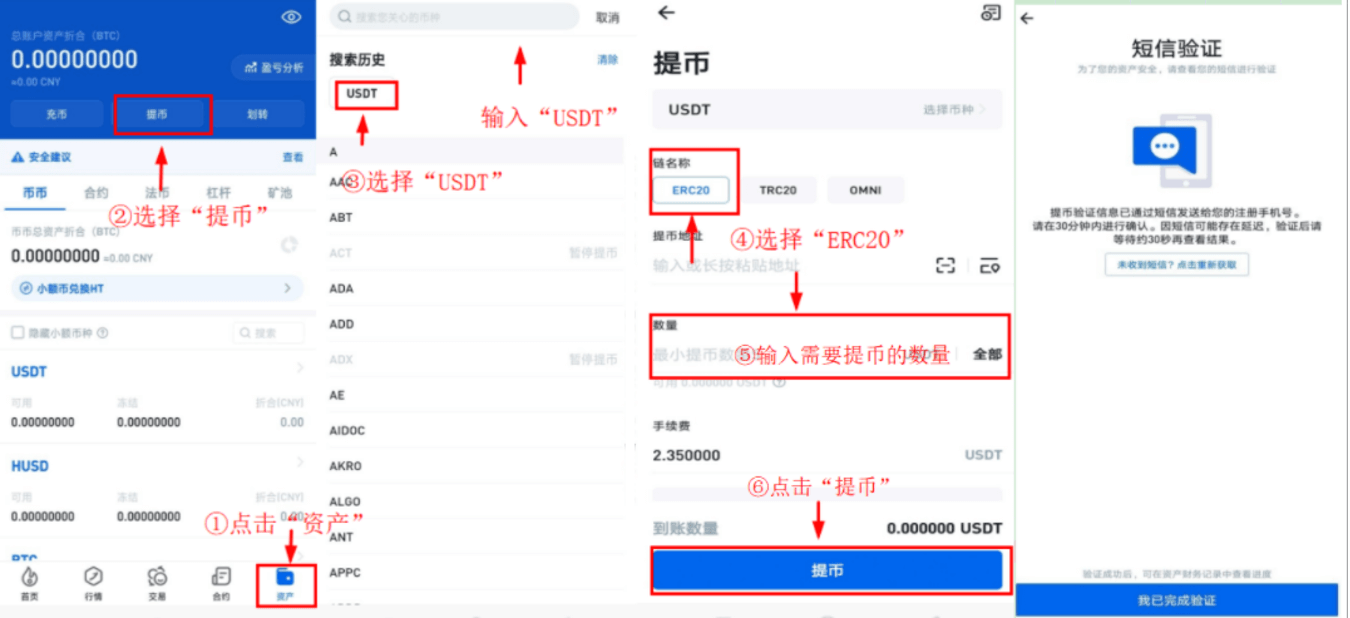 总账户资产折合（BTC）
0.00000000
≈0.00 CNY
盈亏分析
充币
提币
划转
安全建议
查看
币币
合约
法币
杠杆
矿池
②选择“提币”
币币总资产折合（BTC）
0.00000000 ≈0.00 CNY
小额币兑换HT
隐藏小额币种
搜索
USDT
可用
冻结
折合(CNY)
0.00000000
0.00000000
0.00
HUSD
可用
冻结
折合(CNY)
0.00000000
0.00000000
0.00
①点击“资产”
BTC
首页
行情
交易
合约
资产
搜索您关心的币种
取消
搜索历史
清除
USDT
输入“USDT”
A
AAC
③选择“USDT”
ABT
ACT
暂停提币
ADA
ADD
ADX
暂停提币
AE
AIDOC
AKRO
ALGO
ANT
APPC
提币
USDT
选择币种
链名称
ERC20
TRC20
OMNI
提币地址
④选择“ERC20”
输入或长按粘贴地址
数量
最小提币数
⑤输入需要提币的数量
全部
可用 0.000000 USDT
手续费
2.350000
USDT
⑥点击“提币”
到账数量
0.000000 USDT
提币
短信验证
为了您的资产安全，请查看您的短信进行验证
提币验证信息已通过短信发送给您的注册手机号。
请在30分钟内进行确认。因短信可能存在延迟，验证后请
等待约30秒再查看结果。
未收到短信？点击重新获取
验证成功后，可在资产财务记录中查看进度
我已完成验证